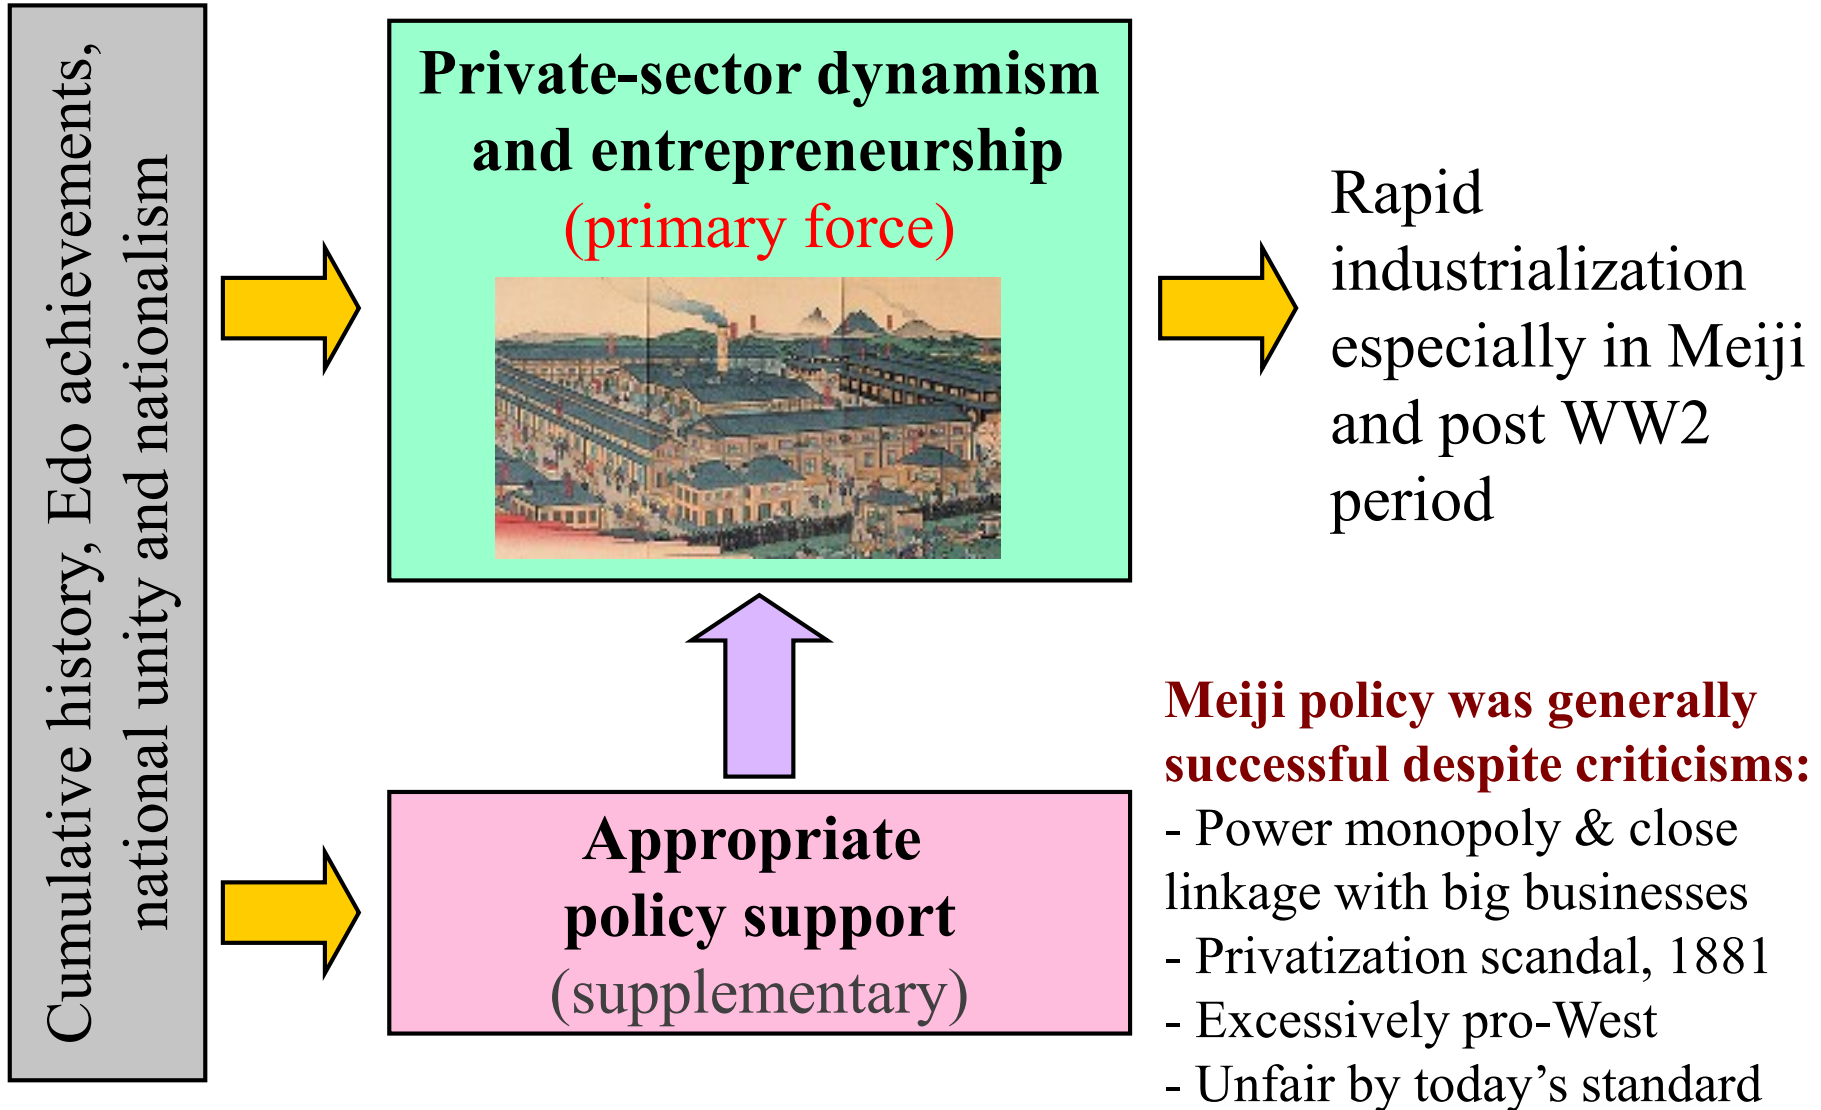 Cumulative history, Edo achievements,
national unity and nationalism
Private-sector dynamism
and entrepreneurship
(primary force)
Rapid
industrialization
especially in Meiji
and post WW2
period
Appropriate
policy support
(supplementary)
Meiji policy was generally
successful despite criticisms:
- Power monopoly & close
linkage with big businesses
- Privatization scandal, 1881
- Excessively pro-West
- Unfair by today’s standard